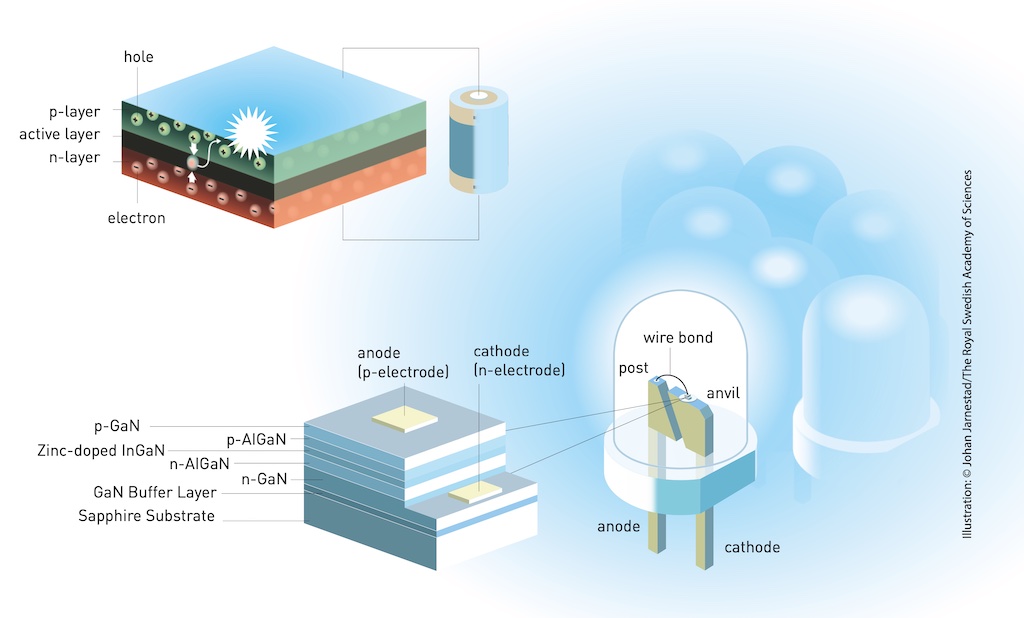 hole
p-layer
active layer
n-layer
electron
anode
(p-electrode)
cathode
(n-electrode)
p-GaN
p-AlGaN
Zinc-doped InGaN
n-AlGaN
n-GaN
GaN Buffer Layer
Sapphire Substrate
wire bond
post
anvil
anode
cathode
Illustration: © Johan Jarnestad/The Royal Swedish Academy of Sciences